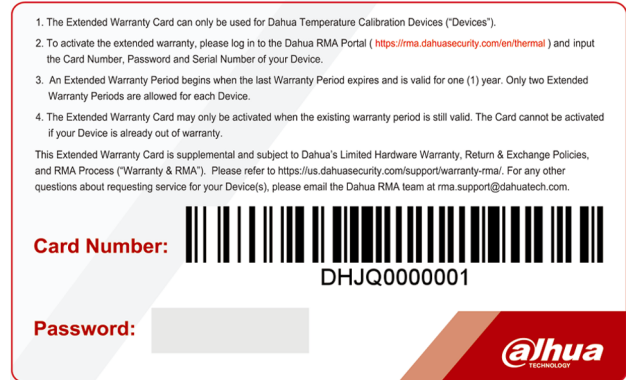 1. The Extended Warranty Card can only be used for Dahua Temperature Calibration Devices (“Devices”).
2. To activate the extended warranty, please log in to the Dahua RMA Portal ( https://rma.dahuasecurity.com/en/thermal ) and input
the Card Number, Password and Serial Number of your Device.
3. An Extended Warranty Period begins when the last Warranty Period expires and is valid for one (1) year. Only two Extended
Warranty Periods are allowed for each Device.
4. The Extended Warranty Card may only be activated when the existing warranty period is still valid. The Card cannot be activated
if your Device is already out of warranty.
This Extended Warranty Card is supplemental and subject to Dahua’s Limited Hardware Warranty, Return & Exchange Policies,
and RMA Process (“Warranty & RMA”). Please refer to https://us.dahuasecurity.com/support/warranty-rma/. For any other
questions about requesting service for your Device(s), please email the Dahua RMA team at rma.support@dahuatech.com.
Card Number:
DHJQ0000001
Password:
alhua
TECHNOLOGY